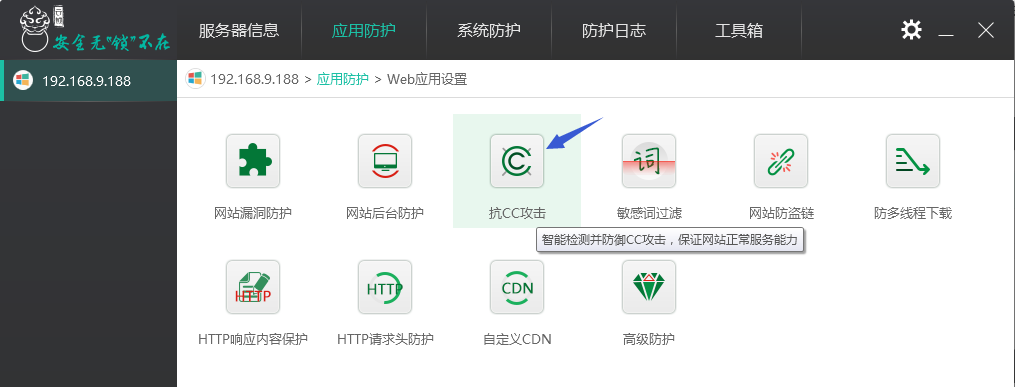 安全无"锁"不在
服务器信息 应用防护 系统防护 防护日志 工具箱
192.168.9.188
192.168.9.188 > 应用防护 > Web应用设置
词
网站漏洞防护 网站后台防护 抗CC攻击 敏感词过滤 网站防盗链 防多线程下载
智能检测并防御CC攻击，保证网站正常服务能力
HTTP HTTP CDN
HTTP响应内容保护 HTTP请求头防护 自定义CDN 高级防护